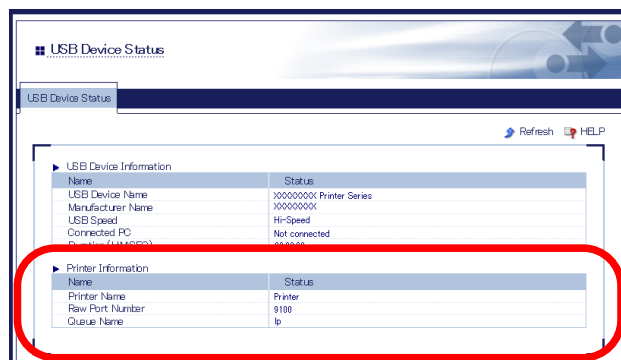 USB Device Status
USB Device Status
Refresh HELP
USB Device Information
Name Status
USB Device Name XXXXXXXX Printer Series
Manufacturer Name XXXXXXXX
USB Speed Hi-Speed
Connected PC Not connected
Printer Information
Name Status
Printer Name Printer
Raw Port Number 9100
Queue Name lp